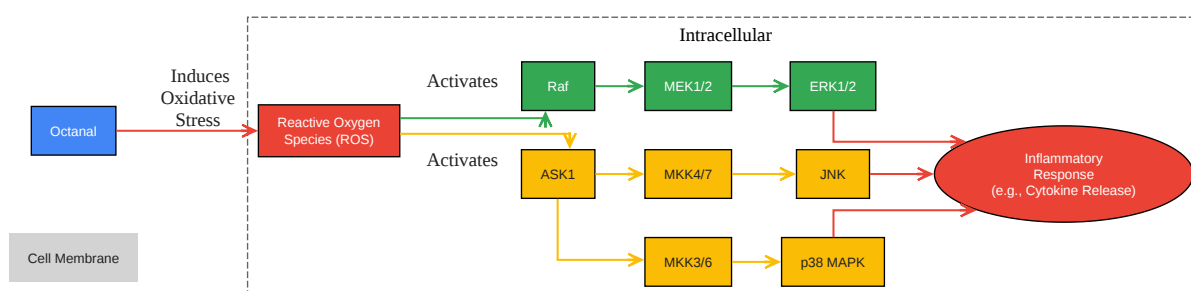 Intracellular
Induces
Oxidative
Stress
Activates
Raf
MEK1/2
ERK1/2
Octanal
Reactive Oxygen
Species (ROS)
Activates
ASK1
MKK4/7
JNK
Inflammatory
Response
(e.g., Cytokine Release)
Cell Membrane
MKK3/6
p38 MAPK